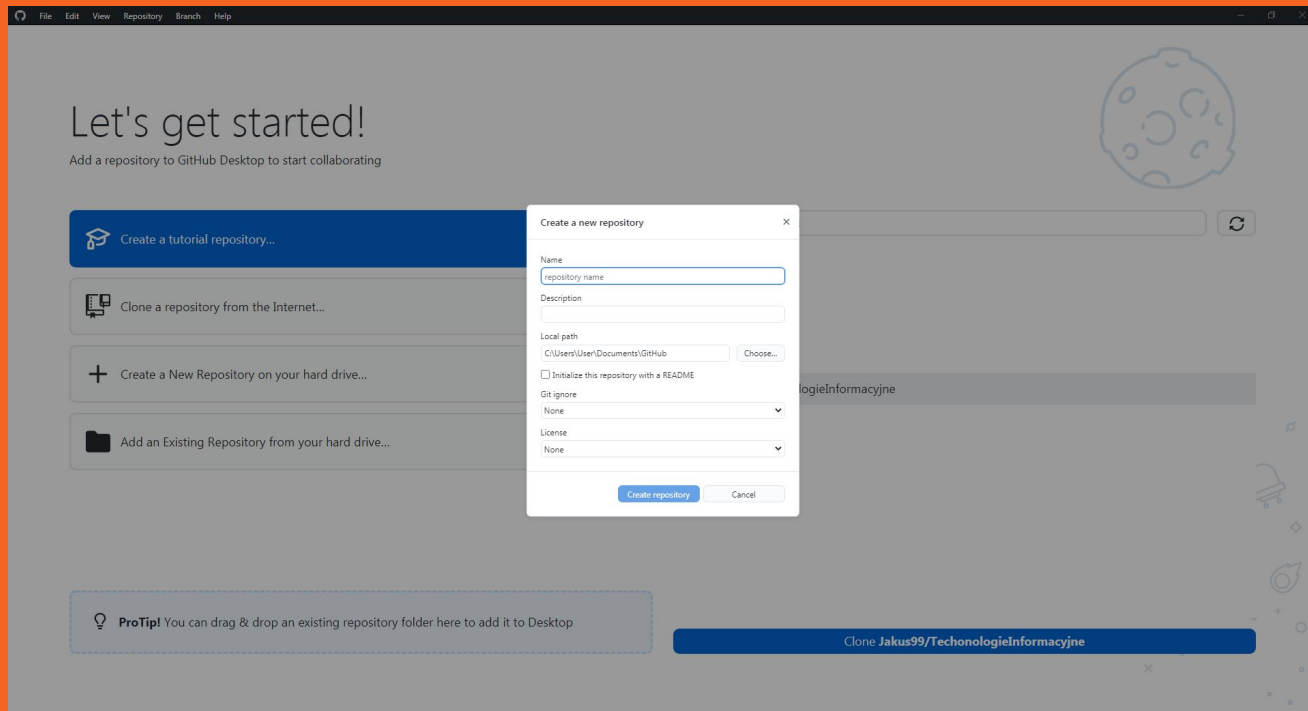 File Edit View Repository Branch Help
Let's get started!
Add a repository to GitHub Desktop to start collaborating
Create a tutorial repository...
Clone a repository from the Internet...
Create a New Repository on your hard drive...
Add an Existing Repository from your hard drive...
ProTip! You can drag & drop an existing repository folder here to add it to Desktop
Create a new repository
Name
repository name
Description
Local path
C:\Users\User\Documents\GitHub
Choose...
Initialize this repository with a README
Git ignore
None
License
None
Create repository
Cancel
logieInformacyjne
Clone Jakus99/TechonologieInformacyjne